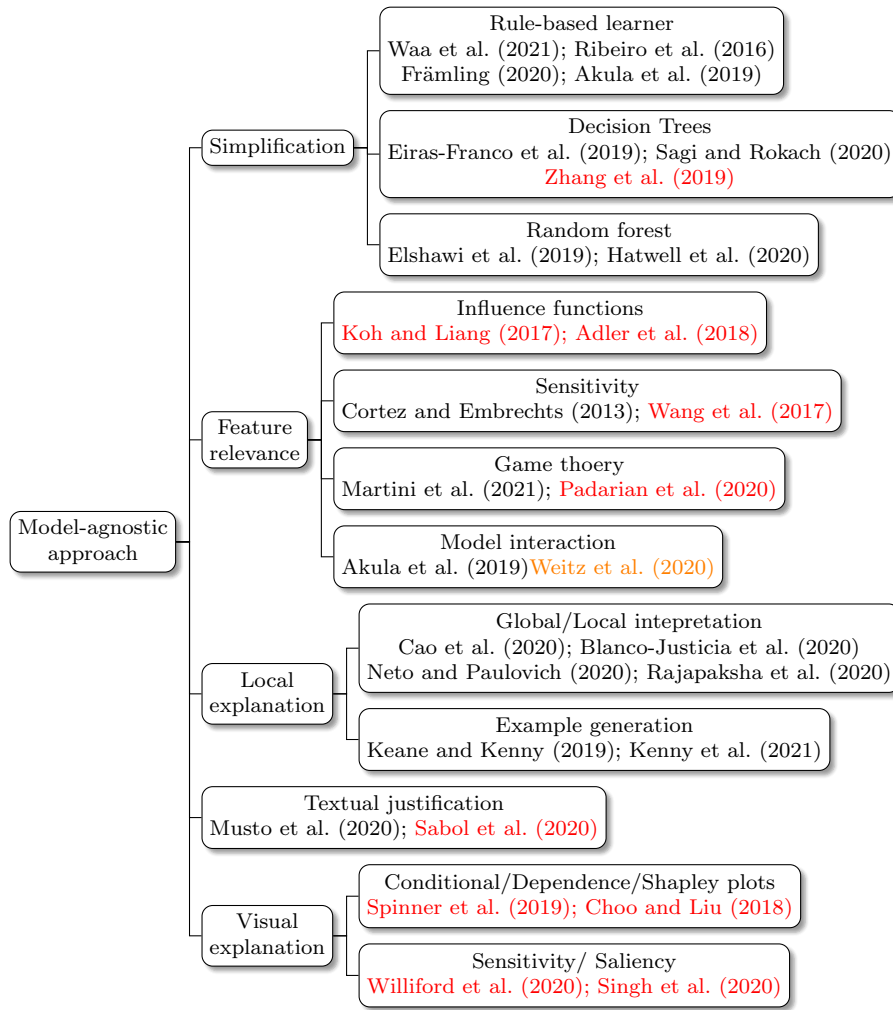 Rule-based learner
Waa et al. (2021); Ribeiro et al. (2016)
Främling (2020); Akula et al. (2019)
Simplification
Decision Trees
Eiras-Franco et al. (2019); Sagi and Rokach (2020)
Zhang et al. (2019)
Random forest
Elshawi et al. (2019); Hatwell et al. (2020)
Influence functions
Koh and Liang (2017); Adler et al. (2018)
Sensitivity
Cortez and Embrechts (2013); Wang et al. (2017)
Feature
relevance
Game thoery
Martini et al. (2021); Padarian et al. (2020)
Model-agnostic
approach
Model interaction
Akula et al. (2019)Weitz et al. (2020)
Global/Local intepretation
Cao et al. (2020); Blanco-Justicia et al. (2020)
Neto and Paulovich (2020); Rajapaksha et al. (2020)
Local
explanation
Example generation
Keane and Kenny (2019); Kenny et al. (2021)
Textual justification
Musto et al. (2020); Sabol et al. (2020)
Conditional/Dependence/Shapley plots
Spinner et al. (2019); Choo and Liu (2018)
Visual
explanation
Sensitivity/ Saliency
Williford et al. (2020); Singh et al. (2020)